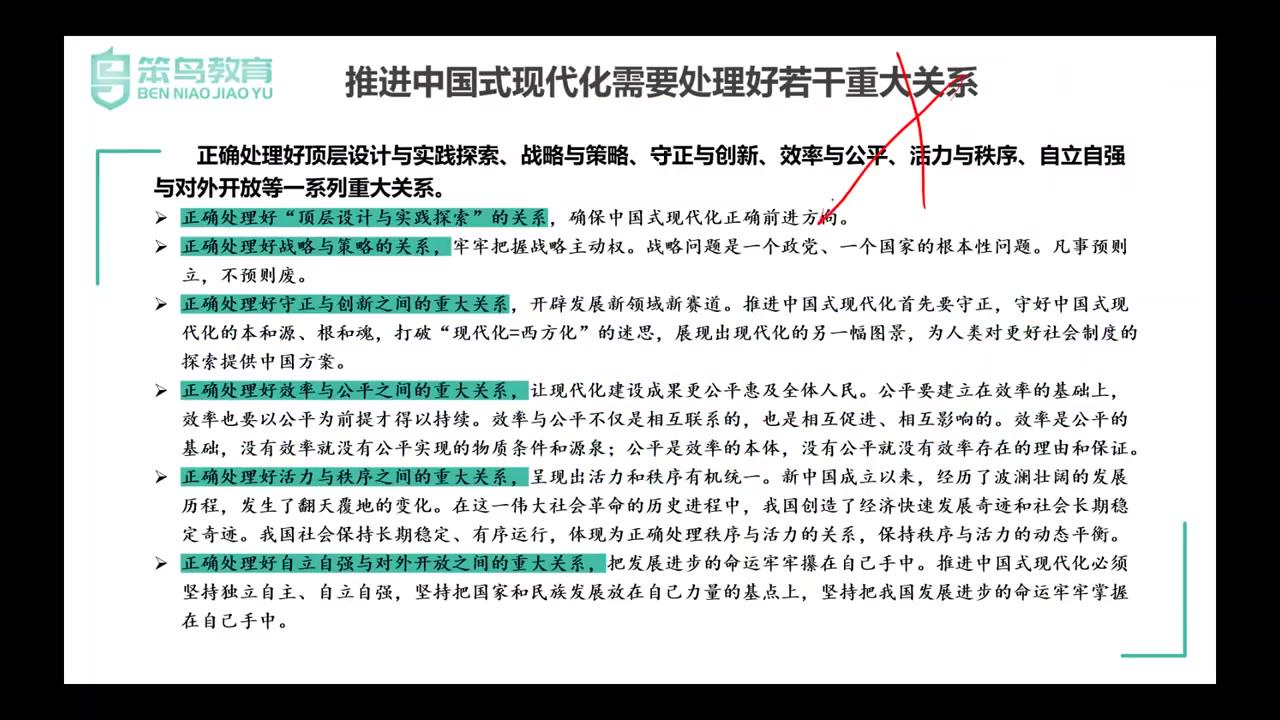 笨鸟教育
BEN NIAO JIAO YU
推进中国式现代化需要处理好若干重大关系
正确处理好顶层设计与实践探索、战略与策略、守正与创新、效率与公平、活力与秩序、自立自强
与对外开放等一系列重大关系。
➢ 正确处理好“顶层设计与实践探索”的关系，确保中国式现代化正确前进方向。
➢ 正确处理好战略与策略的关系，牢牢把握战略主动权。战略问题是一个政党、一个国家的根本性问题。凡事预则
立，不预则废。
➢ 正确处理好守正与创新之间的重大关系，开辟发展新领域新赛道。推进中国式现代化首先要守正，守好中国式现
代化的本和源、根和魂，打破“现代化=西方化”的迷思，展现出现代化的另一幅图景，为人类对更好社会制度的
探索提供中国方案。
➢ 正确处理好效率与公平之间的重大关系，让现代化建设成果更公平惠及全体人民。公平要建立在效率的基础上，
效率也要以公平为前提才得以持续。效率与公平不仅是相互联系的，也是相互促进、相互影响的。效率是公平的
基础，没有效率就没有公平实现的物质条件和源泉；公平是效率的本体，没有公平就没有效率存在的理由和保证。
➢ 正确处理好活力与秩序之间的重大关系，呈现出活力和秩序有机统一。新中国成立以来，经历了波澜壮阔的发展
历程，发生了翻天覆地的变化。在这一伟大社会革命的历史进程中，我国创造了经济快速发展奇迹和社会长期稳
定奇迹。我国社会保持长期稳定、有序运行，体现为正确处理秩序与活力的关系，保持秩序与活力的动态平衡。
➢ 正确处理好自立自强与对外开放之间的重大关系，把发展进步的命运牢牢攥在自己手中。推进中国式现代化必须
坚持独立自主、自立自强，坚持把国家和民族发展放在自己力量的基点上，坚持把我国发展进步的命运牢牢掌握
在自己手中。